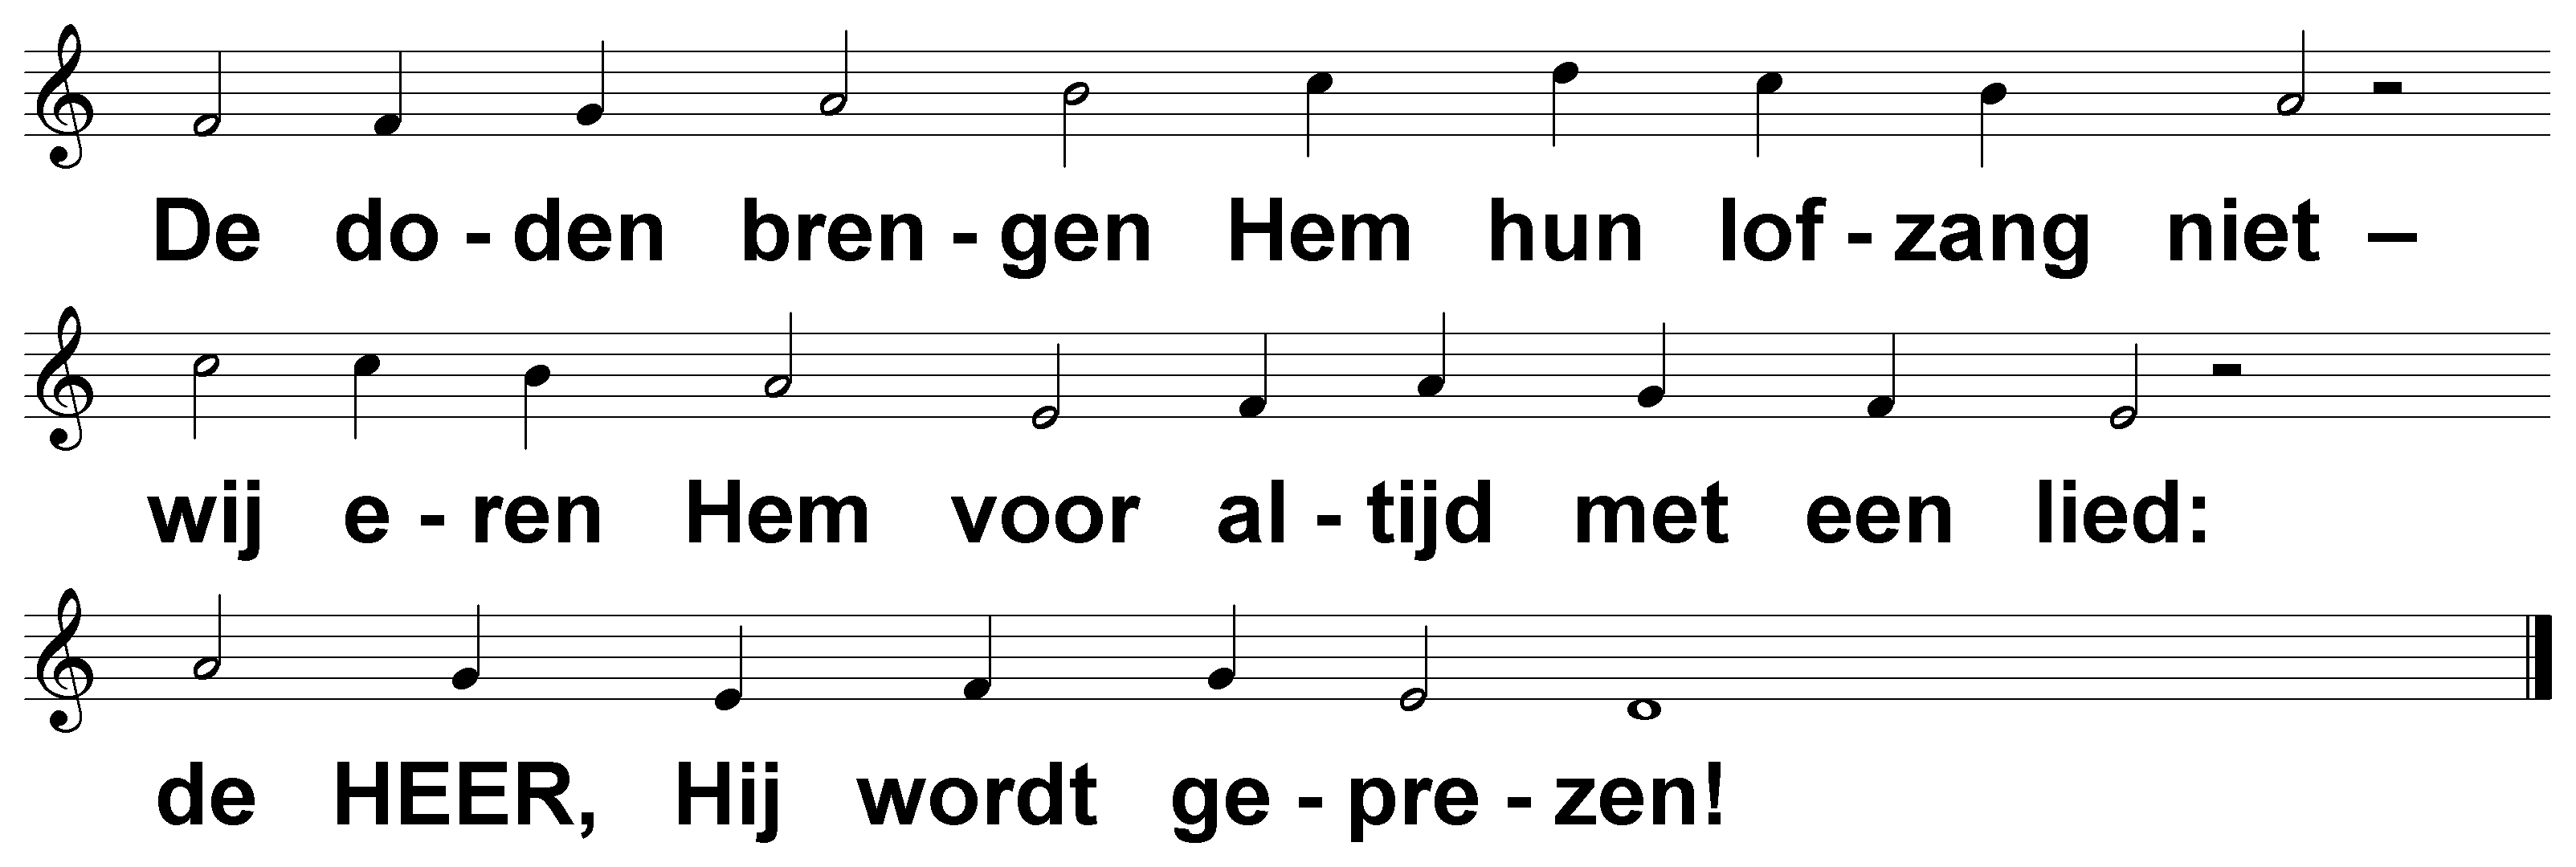 De do - den bren - gen Hem hun lof - zang niet –
wij e - ren Hem voor al - tijd met een lied:
de HEER, Hij wordt ge - pre - zen!